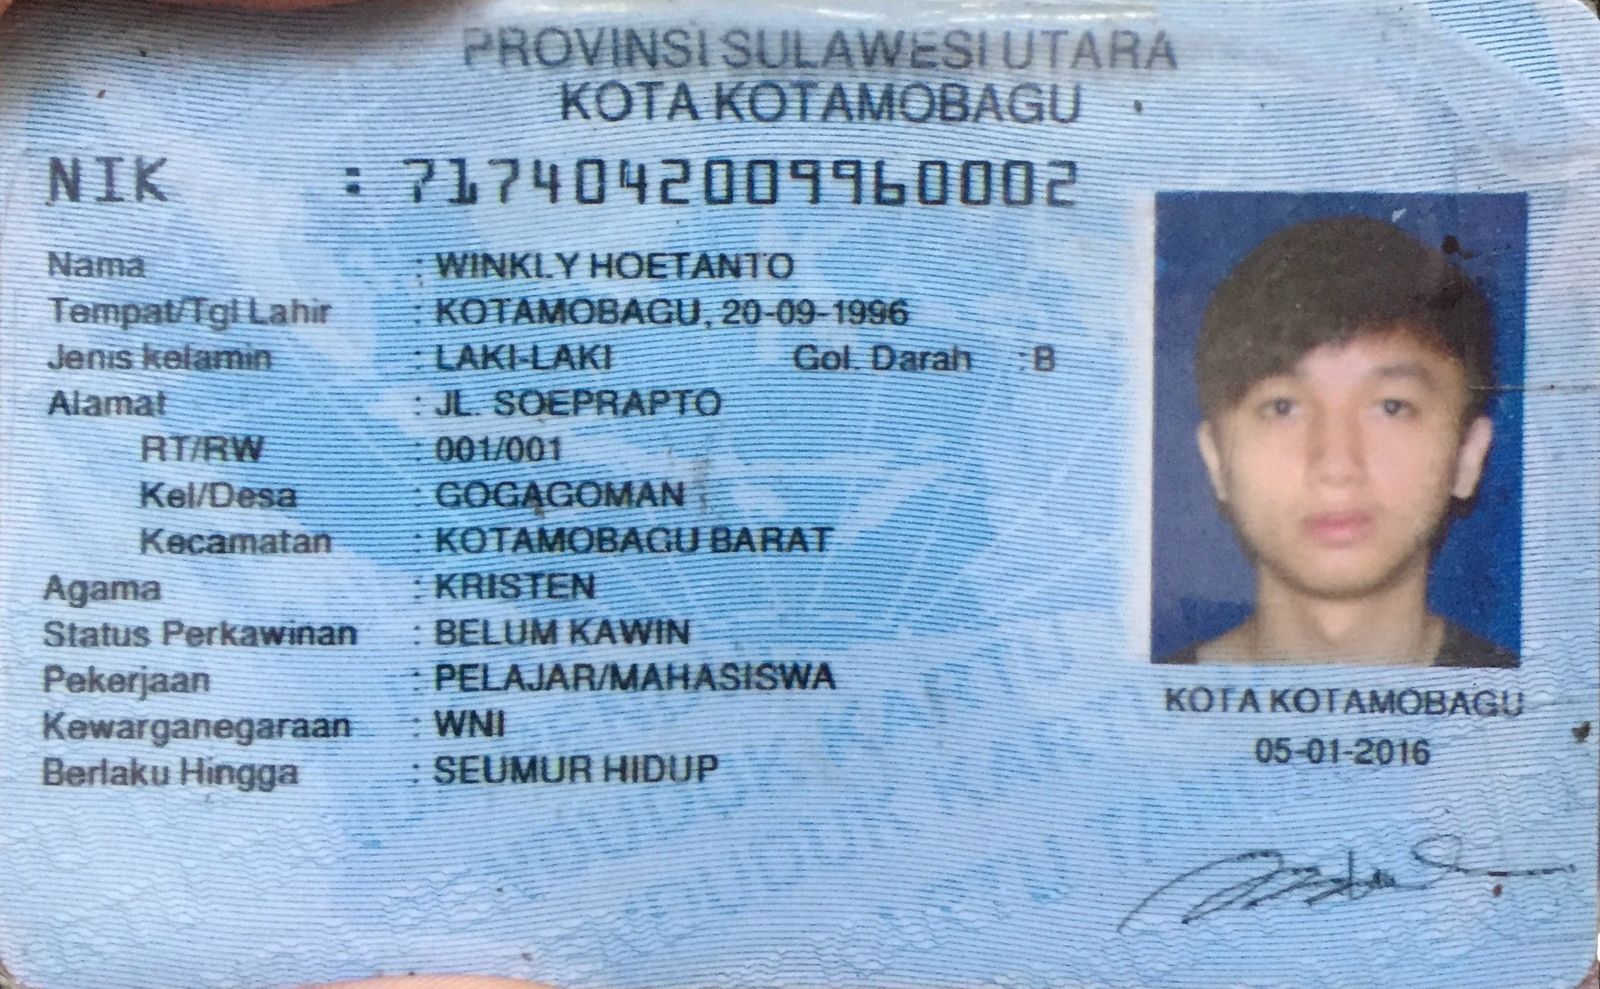 PROVINSI SULAWESI UTARA
KOTA KOTAMOBAGU
NIK : 7174042009960002
Nama : WINKLY HOETANTO
Tempat/Tgl Lahir : KOTAMOBAGU, 20-09-1996
Jenis kelamin : LAKI-LAKI Gol. Darah : B
Alamat : JL. SOEPRAPTO
RT/RW : 001/001
Kel/Desa : GOGAGOMAN
Kecamatan : KOTAMOBAGU BARAT
Agama : KRISTEN
Status Perkawinan : BELUM KAWIN
Pekerjaan : PELAJAR/MAHASISWA
Kewarganegaraan : WNI
Berlaku Hingga : SEUMUR HIDUP
KOTA KOTAMOBAGU
05-01-2016